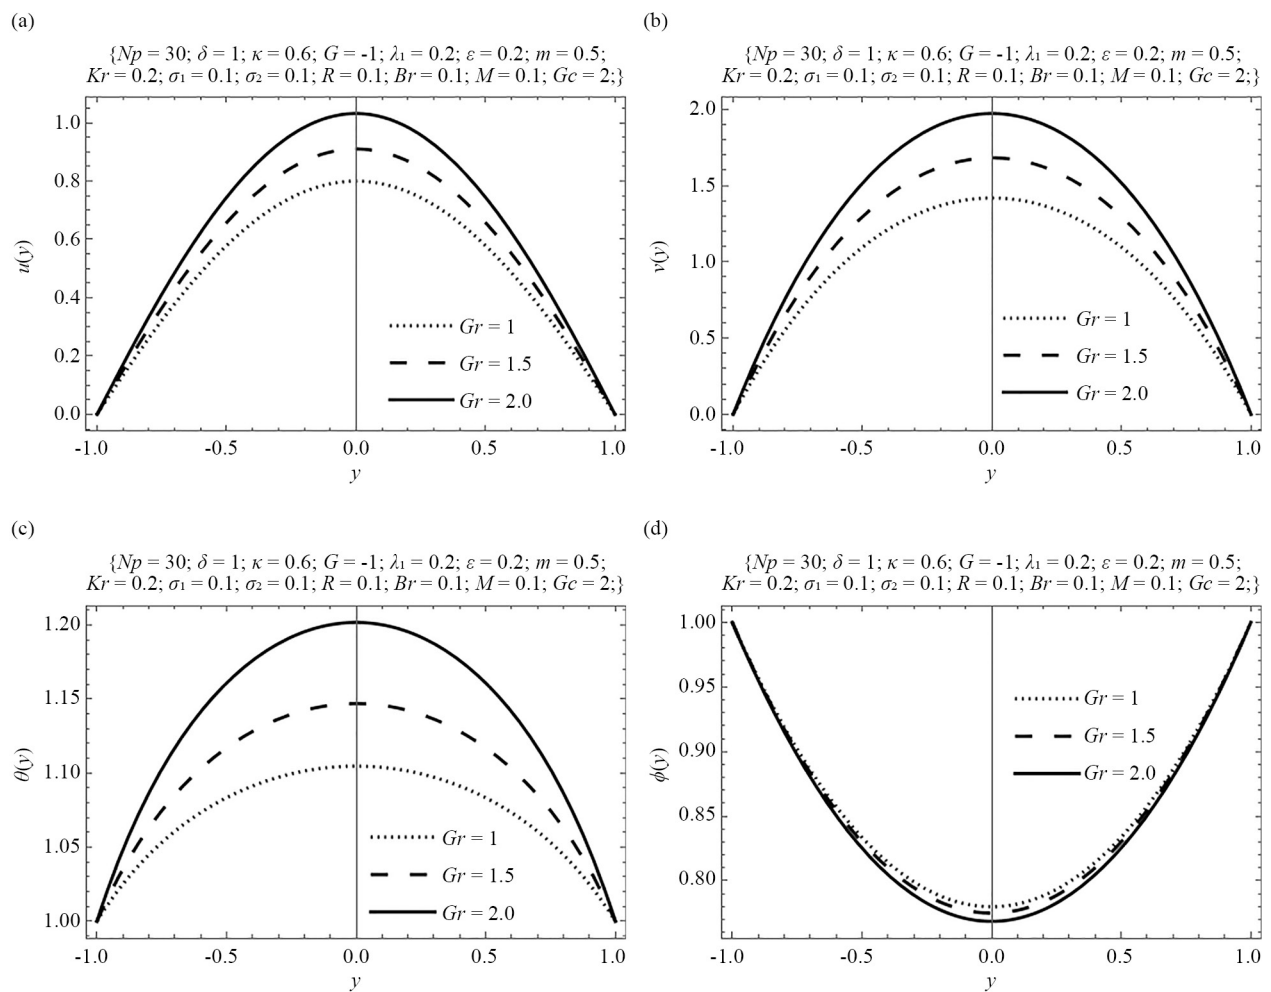 (a)
{Np = 30; δ = 1; κ = 0.6; G = -1; λ₁ = 0.2; ε = 0.2; m = 0.5;
Kr = 0.2; σ₁ = 0.1; σ₂ = 0.1; R = 0.1; Br = 0.1; M = 0.1; Gc = 2;}
1.0
0.8
0.6
0.4
0.2
0.0
u(y)
Gr = 1
Gr = 1.5
Gr = 2.0
-1.0 -0.5 0.0 0.5 1.0
y
(b)
{Np = 30; δ = 1; κ = 0.6; G = -1; λ₁ = 0.2; ε = 0.2; m = 0.5;
Kr = 0.2; σ₁ = 0.1; σ₂ = 0.1; R = 0.1; Br = 0.1; M = 0.1; Gc = 2;}
2.0
1.5
1.0
0.5
0.0
v(y)
Gr = 1
Gr = 1.5
Gr = 2.0
-1.0 -0.5 0.0 0.5 1.0
y
(c)
{Np = 30; δ = 1; κ = 0.6; G = -1; λ₁ = 0.2; ε = 0.2; m = 0.5;
Kr = 0.2; σ₁ = 0.1; σ₂ = 0.1; R = 0.1; Br = 0.1; M = 0.1; Gc = 2;}
1.20
1.15
1.10
1.05
1.00
θ(y)
Gr = 1
Gr = 1.5
Gr = 2.0
-1.0 -0.5 0.0 0.5 1.0
y
(d)
{Np = 30; δ = 1; κ = 0.6; G = -1; λ₁ = 0.2; ε = 0.2; m = 0.5;
Kr = 0.2; σ₁ = 0.1; σ₂ = 0.1; R = 0.1; Br = 0.1; M = 0.1; Gc = 2;}
1.00
0.95
0.90
0.85
0.80
ϕ(y)
Gr = 1
Gr = 1.5
Gr = 2.0
-1.0 -0.5 0.0 0.5 1.0
y